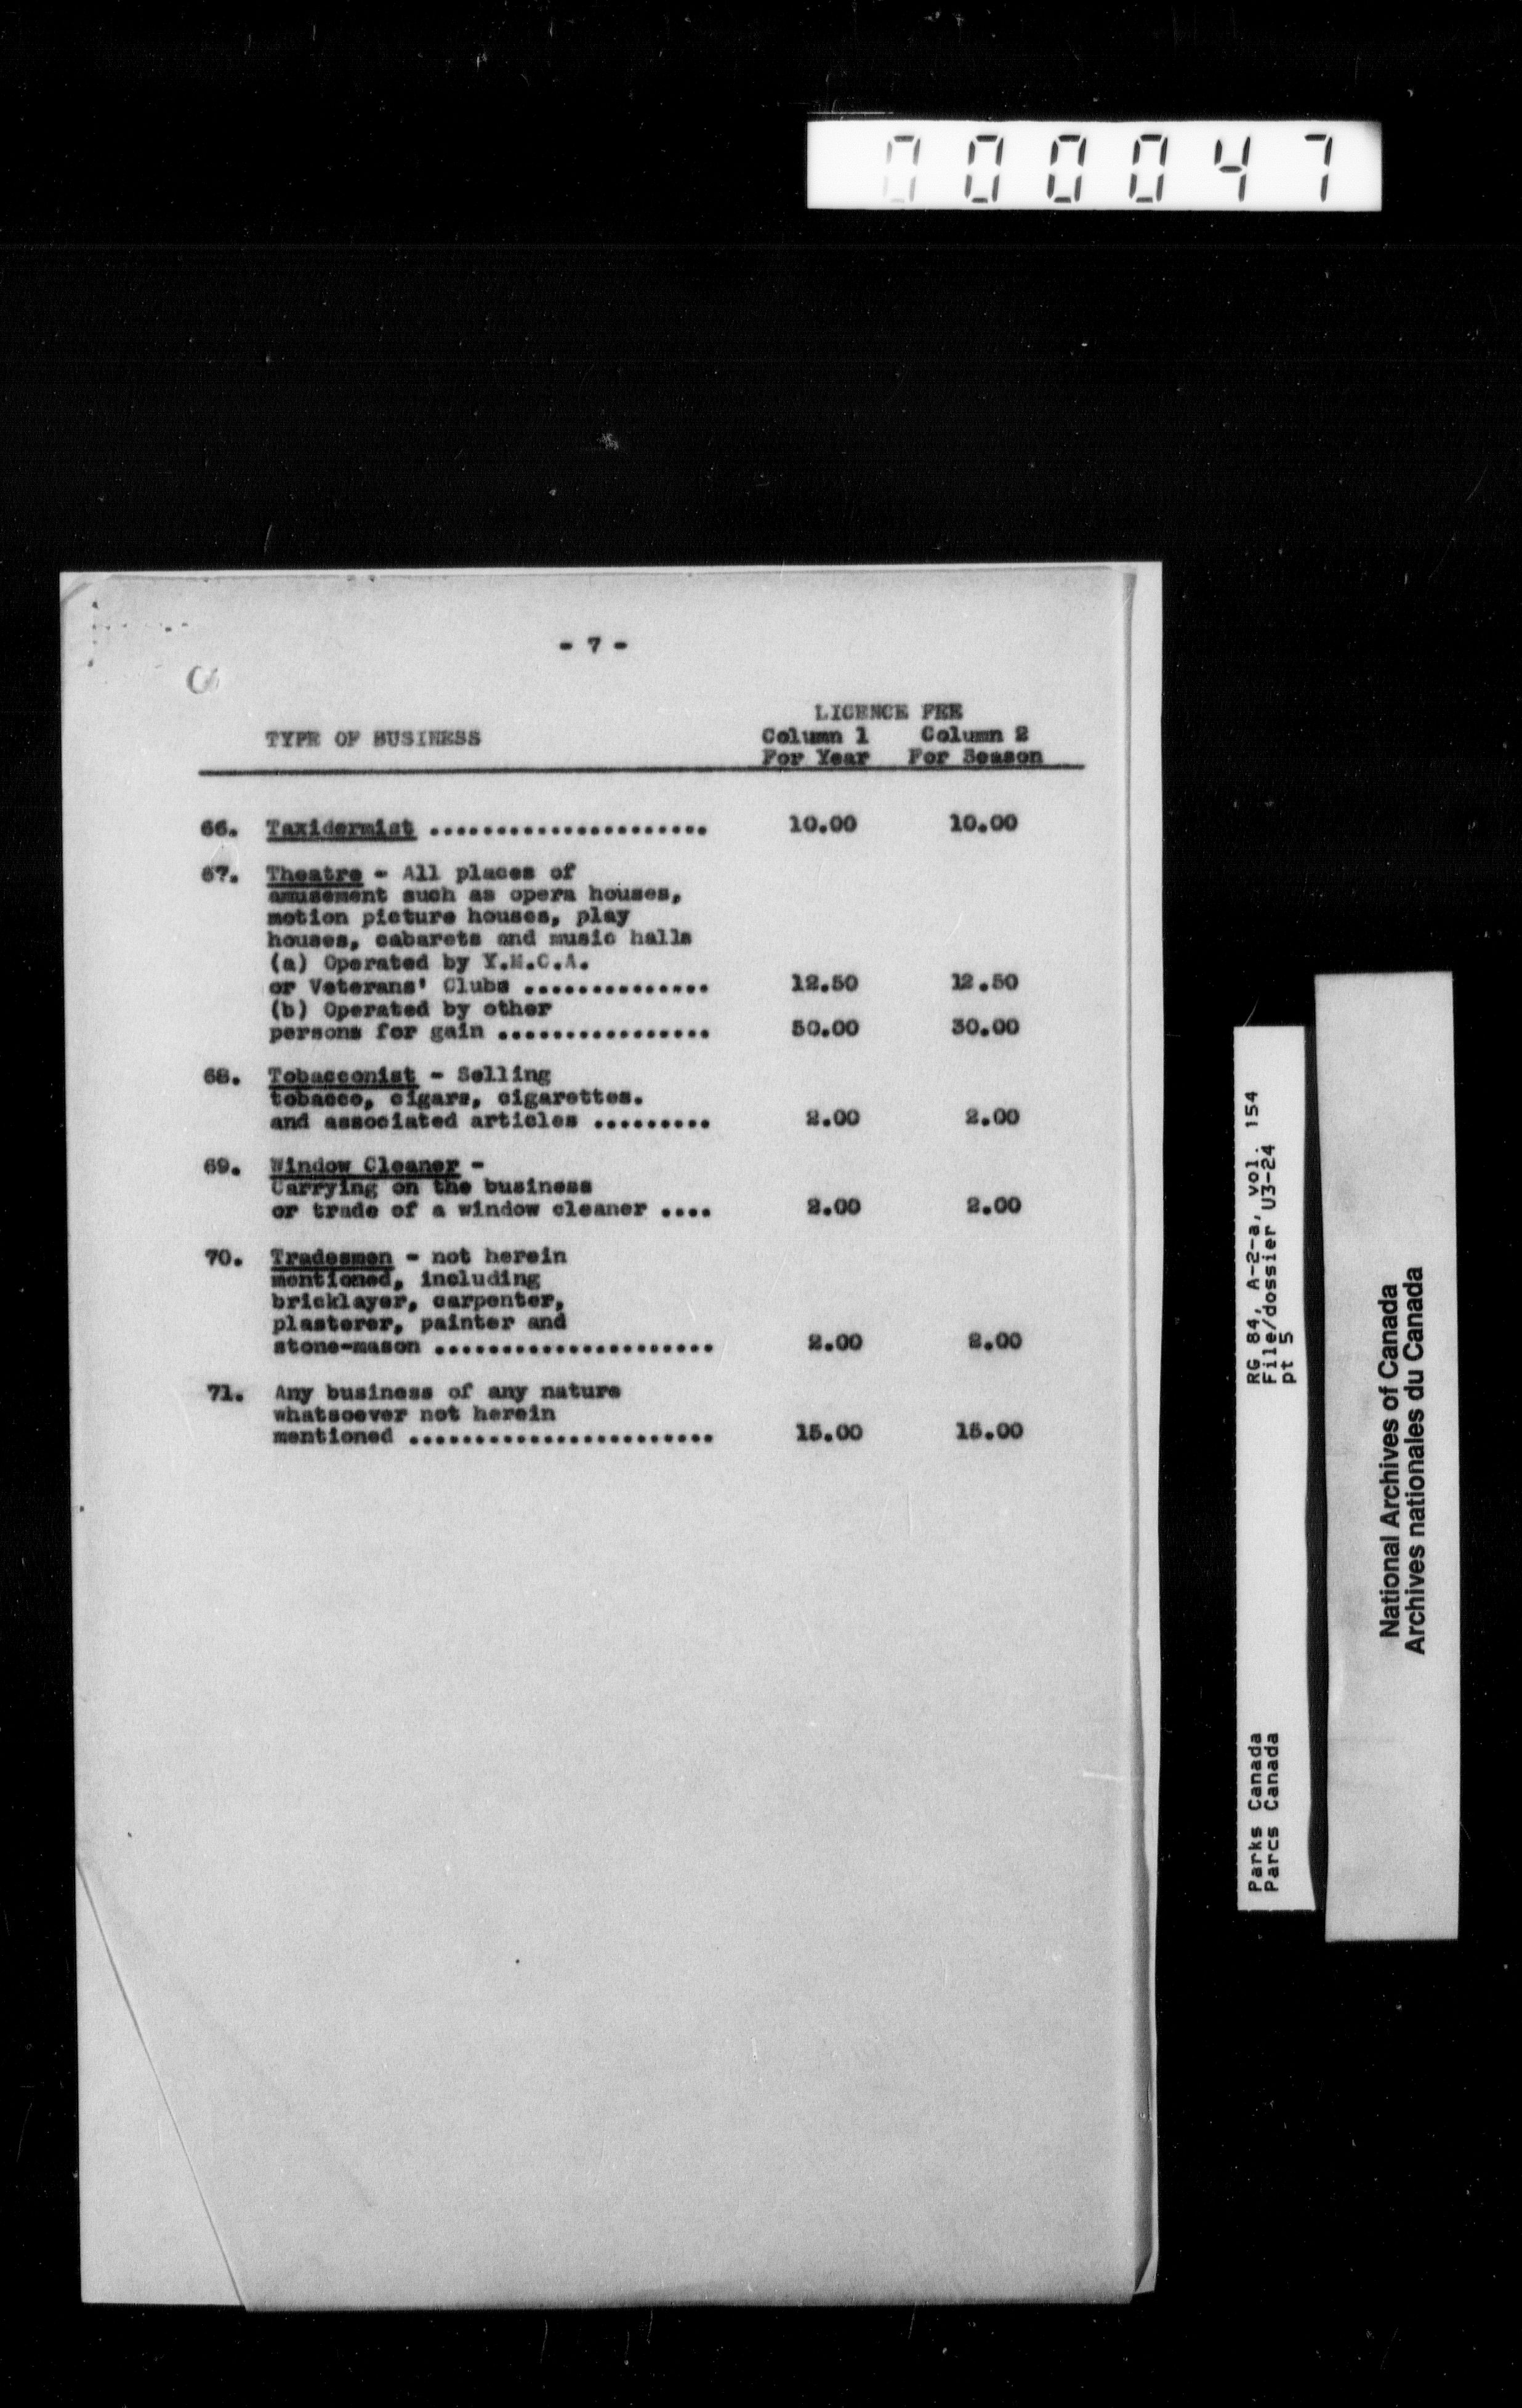 000047
- 7 -
LICENCE FEE
TYPE OF BUSINESS Column 1 Column 2
For Year For Season
66. Taxidermist ..................... 10.00 10.00
67. Theatre - All places of
amusement such as opera houses,
motion picture houses, play
houses, cabarets and music halls
(a) Operated by Y.M.C.A.
or Veterans' Clubs .............. 12.50 12.50
(b) Operated by other
persons for gain ................ 50.00 30.00
68. Tobacconist - Selling
tobacco, cigars, cigarettes.
and associated articles ......... 2.00 2.00
69. Window Cleaner -
Carrying on the business
or trade of a window cleaner .... 2.00 2.00
70. Tradesmen - not herein
mentioned, including
bricklayer, carpenter,
plasterer, painter and
stone-mason ..................... 2.00 2.00
71. Any business of any nature
whatsoever not herein
mentioned ....................... 15.00 15.00
Parks Canada RG 84, A-2-a, vol. 154
Parcs Canada File/dossier U3-24
pt 5
National Archives of Canada
Archives nationales du Canada